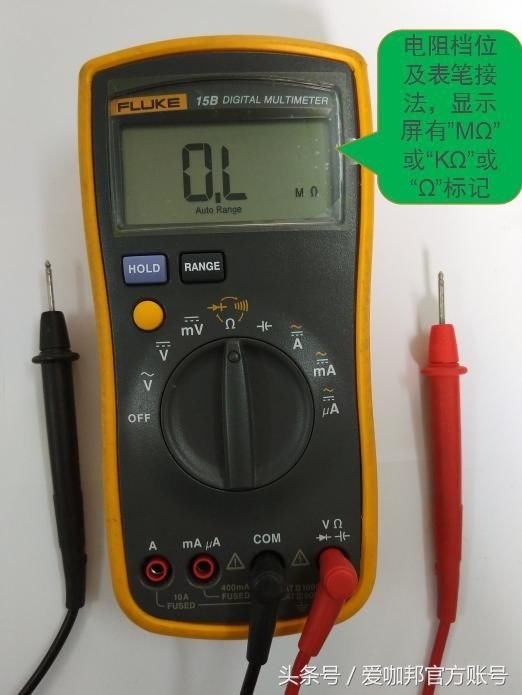 电阻档位
及表笔接
法，显示
屏有"MΩ"
或“KΩ”或
“Ω”标记
FLUKE 15B DIGITAL MULTIMETER
0.L
MΩ
Auto Range
HOLD RANGE
mV
Ω
A
V
mA
V
μA
OFF
A mA μA COM VΩ
10A
FUSED
400mA
FUSED
头条号 / 爱咖邦官方账号